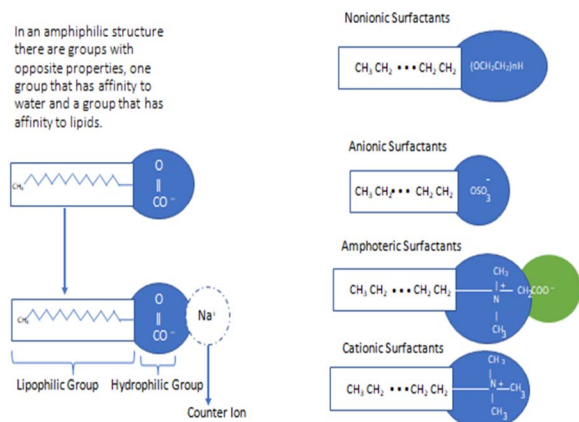 In an amphiphilic structure
there are groups with
opposite properties, one
group that has affinity to
water and a group that has
affinity to lipids.
CH₃
O
||
CO⁻
CH₃
O
||
CO⁻
Na⁺
Lipophilic Group
Hydrophilic Group
Counter Ion
Nonionic Surfactants
CH₃ CH₂ ••• CH₂ CH₂
(OCH₂CH₂)nH
Anionic Surfactants
CH₃ CH₂••• CH₂ CH₂
OSO₃⁻
Amphoteric Surfactants
CH₃
CH₃ CH₂ ••• CH₂ CH₂
N
+
CH₂COO⁻
CH₃
Cationic Surfactants
CH₃
CH₃ CH₂ •••CH₂ CH₂
N+
CH₃
CH₃